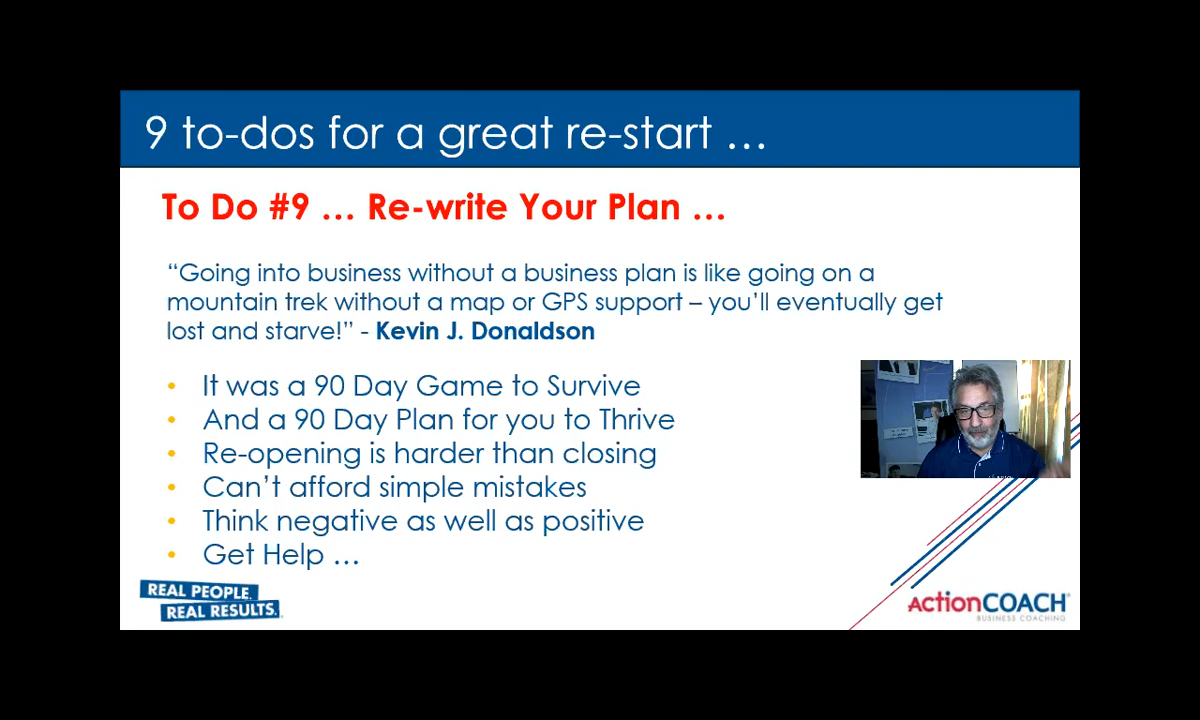 9 to-dos for a great re-start …
To Do #9 … Re-write Your Plan …
“Going into business without a business plan is like going on a
mountain trek without a map or GPS support – you’ll eventually get
lost and starve!” - Kevin J. Donaldson
• It was a 90 Day Game to Survive
• And a 90 Day Plan for you to Thrive
• Re-opening is harder than closing
• Can’t afford simple mistakes
• Think negative as well as positive
• Get Help …
REAL PEOPLE.
REAL RESULTS.
ActionCOACH
BUSINESS COACHING